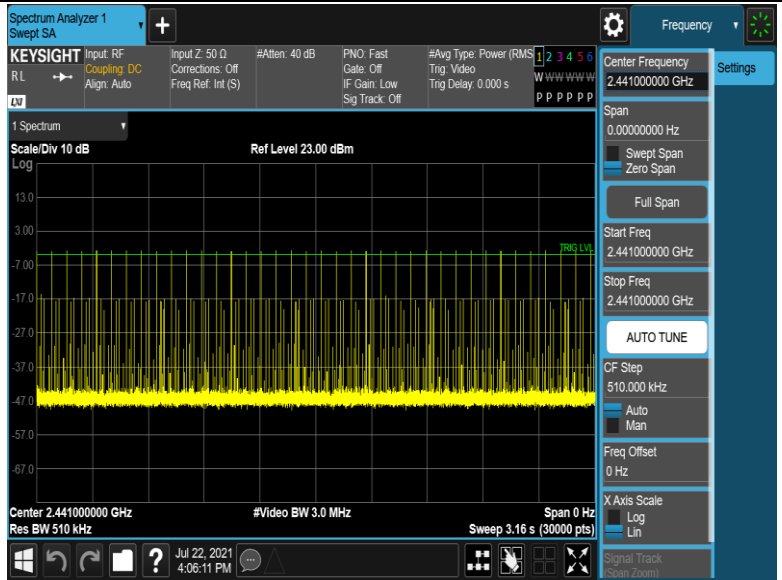 Spectrum Analyzer 1
Swept SA
Frequency
KEYSIGHT
RL
LXI
Input: RF
Coupling: DC
Align: Auto
Input Z: 50 Ω
Corrections: Off
Freq Ref: Int (S)
#Atten: 40 dB
PNO: Fast
Gate: Off
IF Gain: Low
Sig Track: Off
#Avg Type: Power (RMS
Trig: Video
Trig Delay: 0.000 s
1 2 3 4 5 6
W W W W W W
P P P P P P
1 Spectrum
Scale/Div 10 dB
Ref Level 23.00 dBm
Log
13.0
3.00
TRIG LVL
-7.00
-17.0
-27.0
-37.0
-47.0
-57.0
-67.0
Center 2.441000000 GHz
#Video BW 3.0 MHz
Span 0 Hz
Res BW 510 kHz
Sweep 3.16 s (30000 pts)
Center Frequency
2.441000000 GHz
Settings
Span
0.00000000 Hz
Swept Span
Zero Span
Full Span
Start Freq
2.441000000 GHz
Stop Freq
2.441000000 GHz
AUTO TUNE
CF Step
510.000 kHz
Auto
Man
Freq Offset
0 Hz
X Axis Scale
Log
Lin
Signal Track
(Span Zoom)
?
Jul 22, 2021
4:06:11 PM